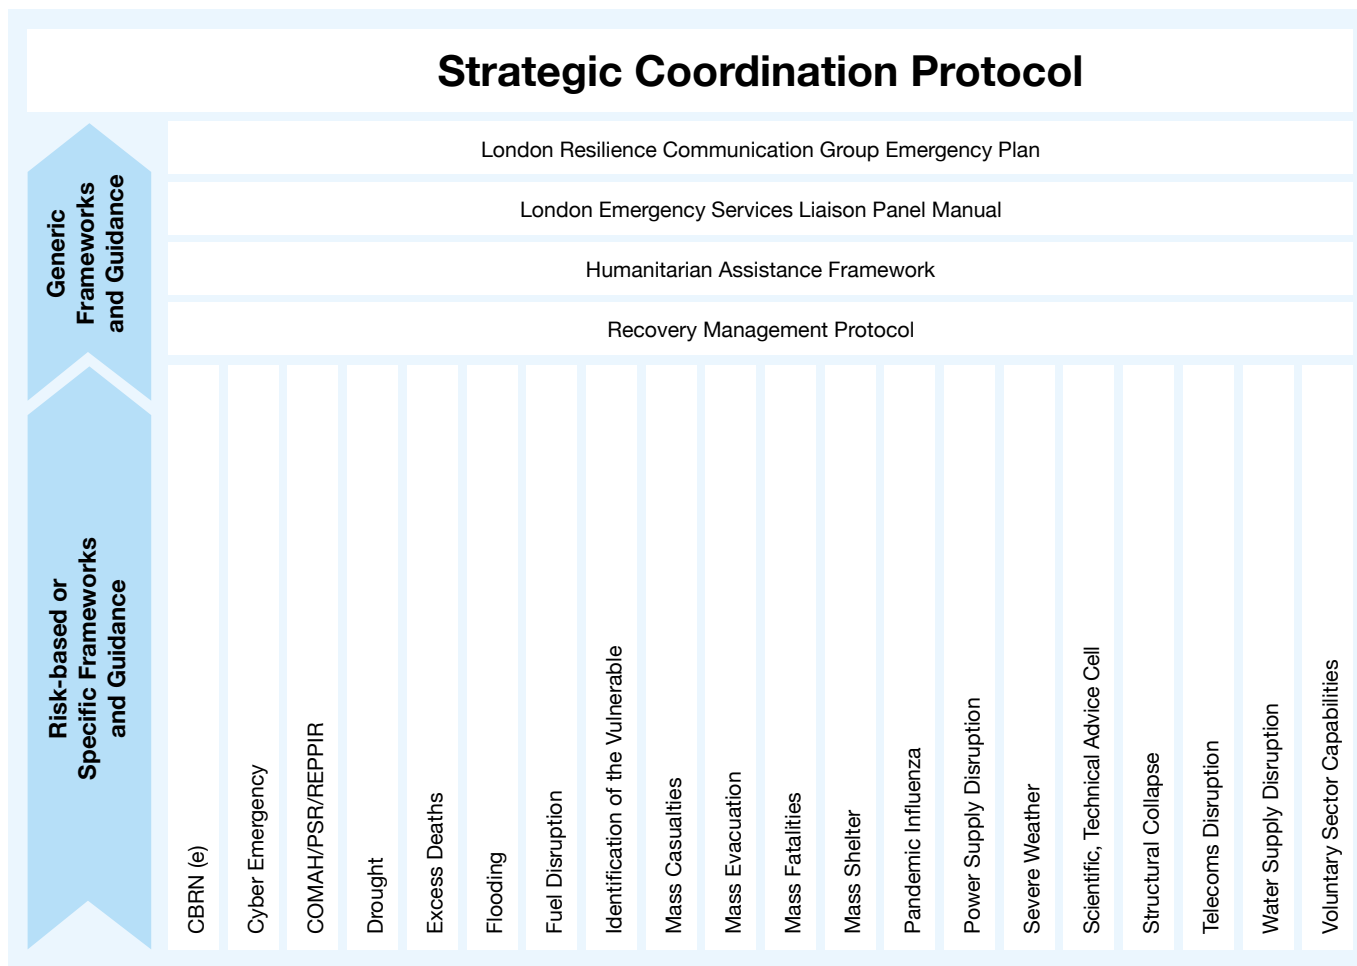 Strategic Coordination Protocol
Generic
Frameworks
and Guidance
London Resilience Communication Group Emergency Plan
London Emergency Services Liaison Panel Manual
Humanitarian Assistance Framework
Recovery Management Protocol
Risk-based or
Specific Frameworks
and Guidance
CBRN (e)
Cyber Emergency
COMAH/PSR/REPPIR
Drought
Excess Deaths
Flooding
Fuel Disruption
Identification of the Vulnerable
Mass Casualties
Mass Evacuation
Mass Fatalities
Mass Shelter
Pandemic Influenza
Power Supply Disruption
Severe Weather
Scientific, Technical Advice Cell
Structural Collapse
Telecoms Disruption
Water Supply Disruption
Voluntary Sector Capabilities